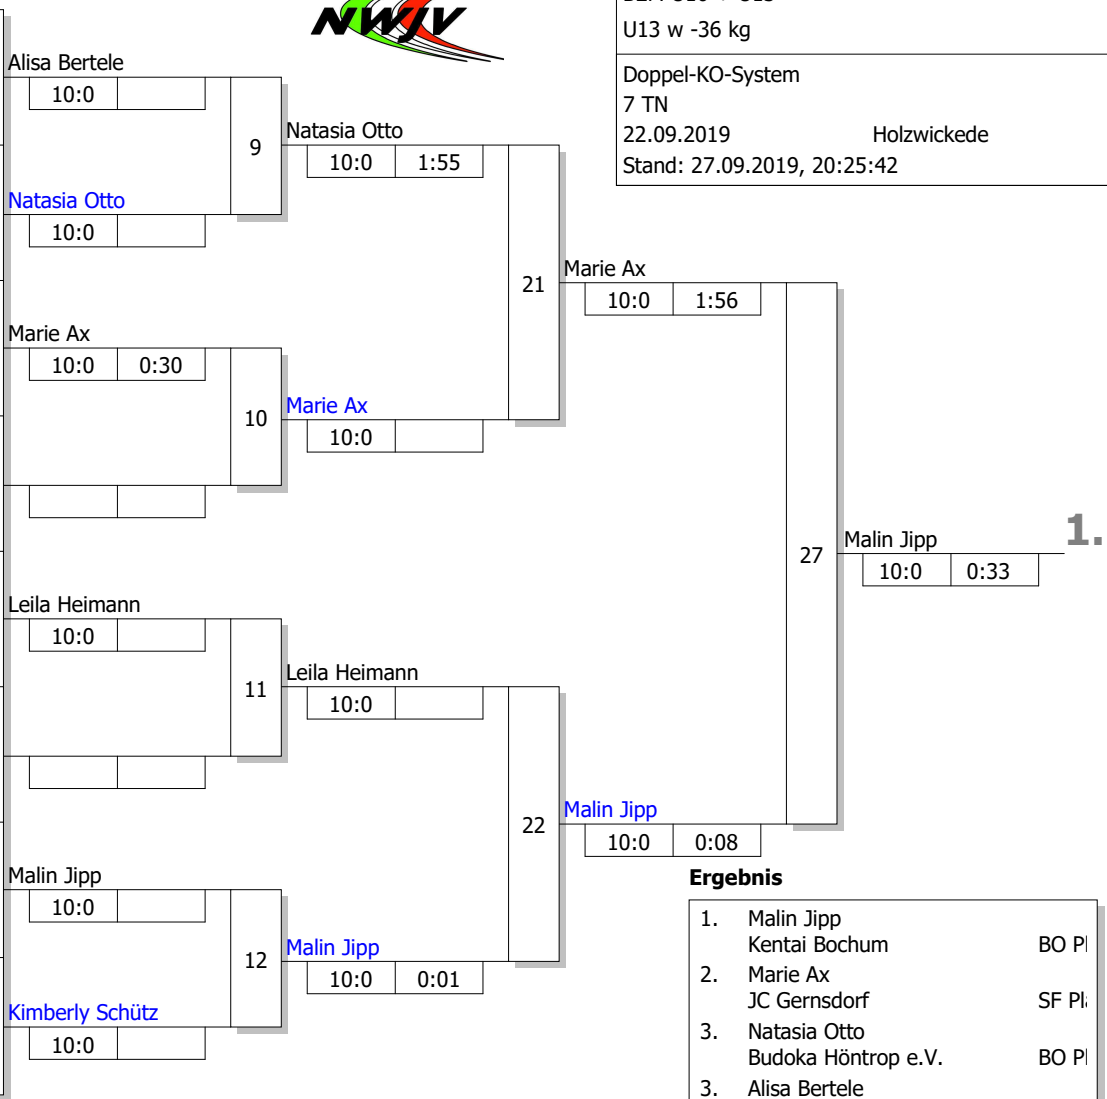 NWJV
U13 w -36 kg
Doppel-KO-System
7 TN
22.09.2019 Holzwickede
Stand: 27.09.2019, 20:25:42
Alisa Bertele
10:0
9
Natasia Otto
10:0 1:55
Natasia Otto
10:0
21
Marie Ax
10:0 1:56
Marie Ax
10:0 0:30
10
Marie Ax
10:0
27
Malin Jipp
1.
10:0 0:33
Leila Heimann
10:0
11
Leila Heimann
10:0
22
Malin Jipp
10:0 0:08
Malin Jipp
10:0
12
Malin Jipp
10:0 0:01
Kimberly Schütz
10:0
Ergebnis
1. Malin Jipp
Kentai Bochum BO
2. Marie Ax
JC Gernsdorf SF
3. Natasia Otto
Budoka Höntrop e.V. BO
3. Alisa Bertele